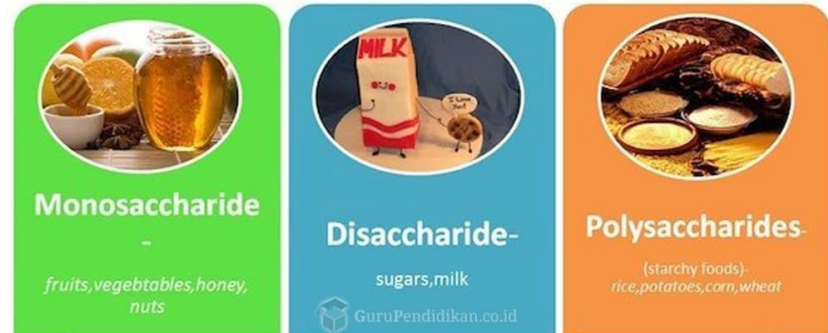 MILK
I Love
You!
Monosaccharide
-
fruits,vegebtables,honey,
nuts
Disaccharide-
sugars,milk
Polysaccharides-
(starchy foods)-
rice,potatoes,corn,wheat
GuruPendidikan.co.id